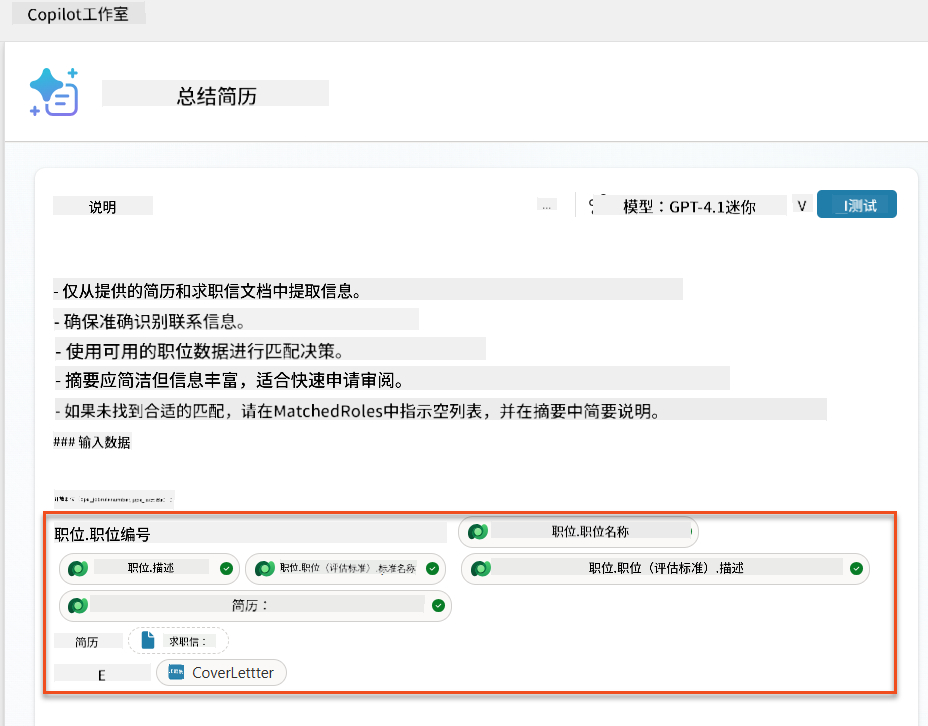 Copilot工作室
总结简历
说明
... 模型：GPT-4.1迷你 V 测试
- 仅从提供的简历和求职信文档中提取信息。
- 确保准确识别联系信息。
- 使用可用的职位数据进行匹配决策。
- 摘要应简洁但信息丰富，适合快速申请审阅。
- 如果未找到合适的匹配，请在MatchedRoles中指示空列表，并在摘要中简要说明。
### 输入数据
职位.职位编号 职位.职位名称
职位.描述 职位.职位（评估标准）.标准名称 职位.职位（评估标准）.描述
简历：
简历 求职信：
E CoverLettter